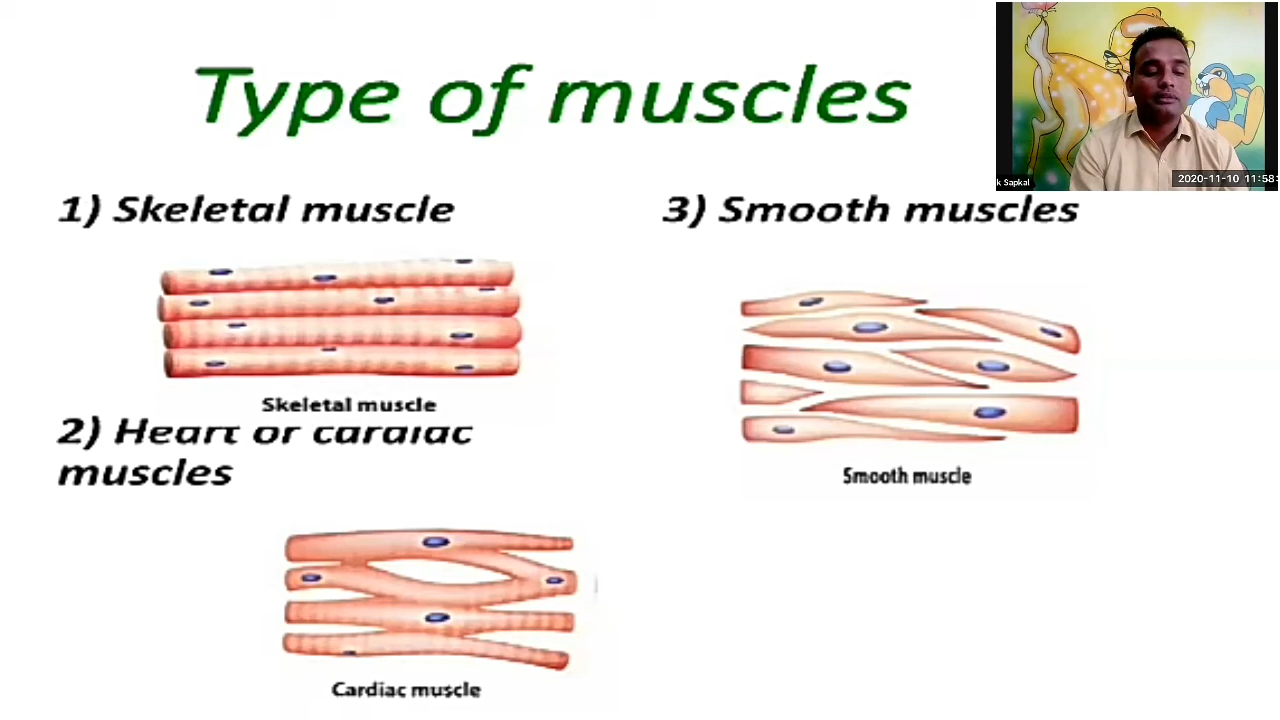 Type of muscles
1) Skeletal muscle
Skeletal muscle
2) Heart or cardiac
muscles
Cardiac muscle
3) Smooth muscles
Smooth muscle
k Sapkal
2020-11-10 11:58: